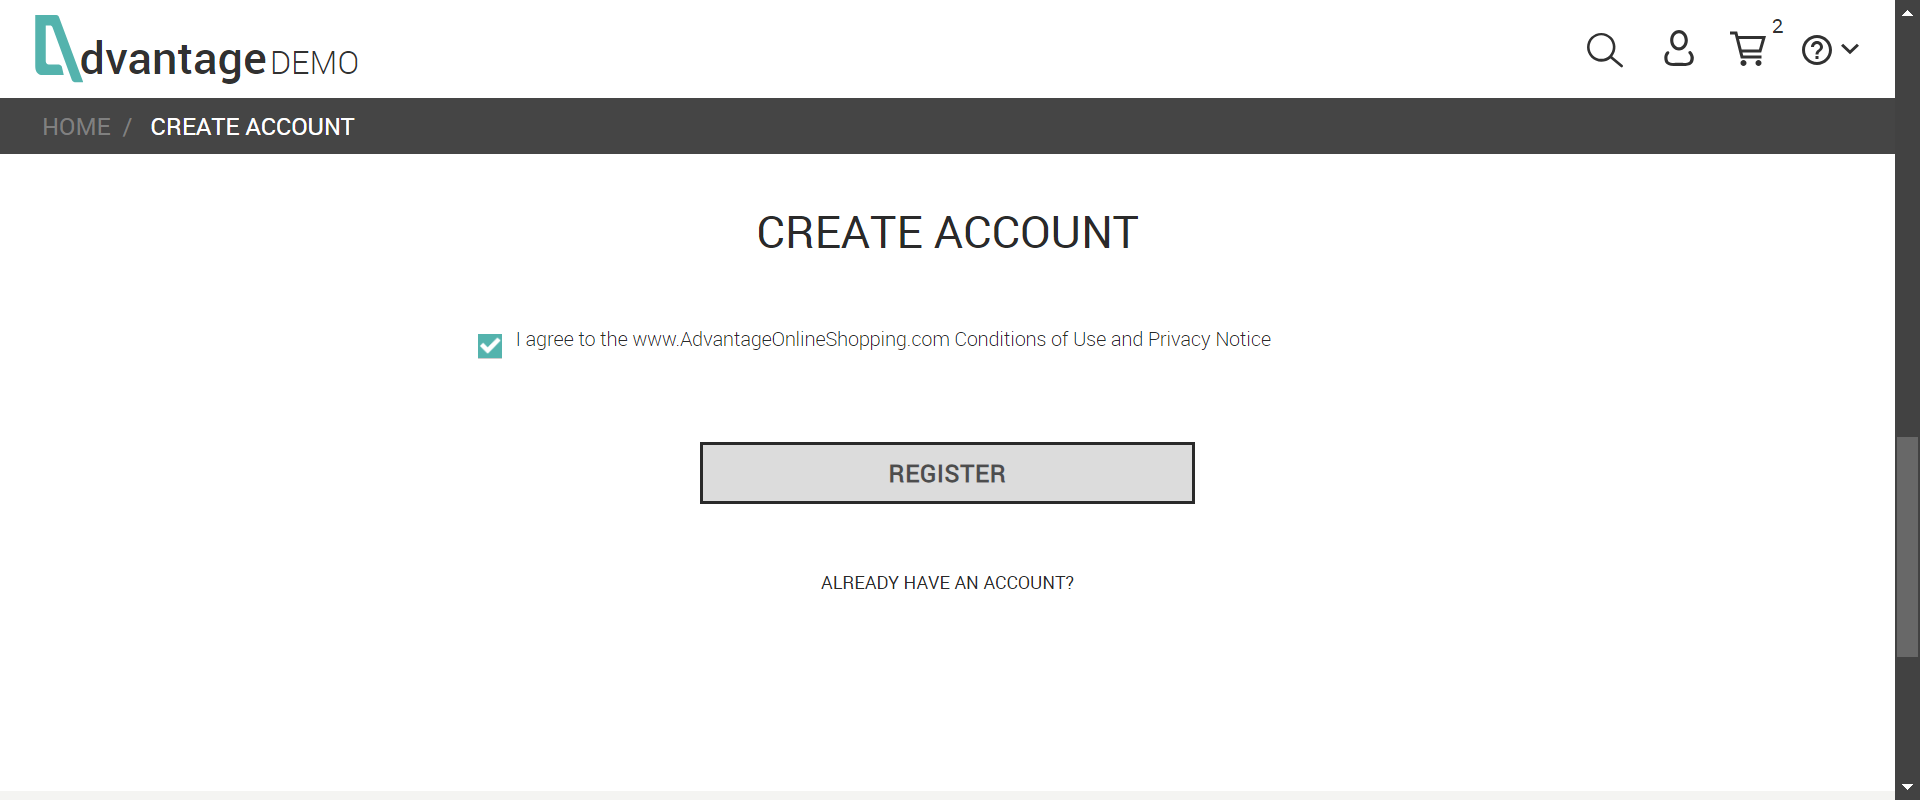 dvantage DEMO
2
HOME / CREATE ACCOUNT
CREATE ACCOUNT
I agree to the www.AdvantageOnlineShopping.com Conditions of Use and Privacy Notice
REGISTER
ALREADY HAVE AN ACCOUNT?